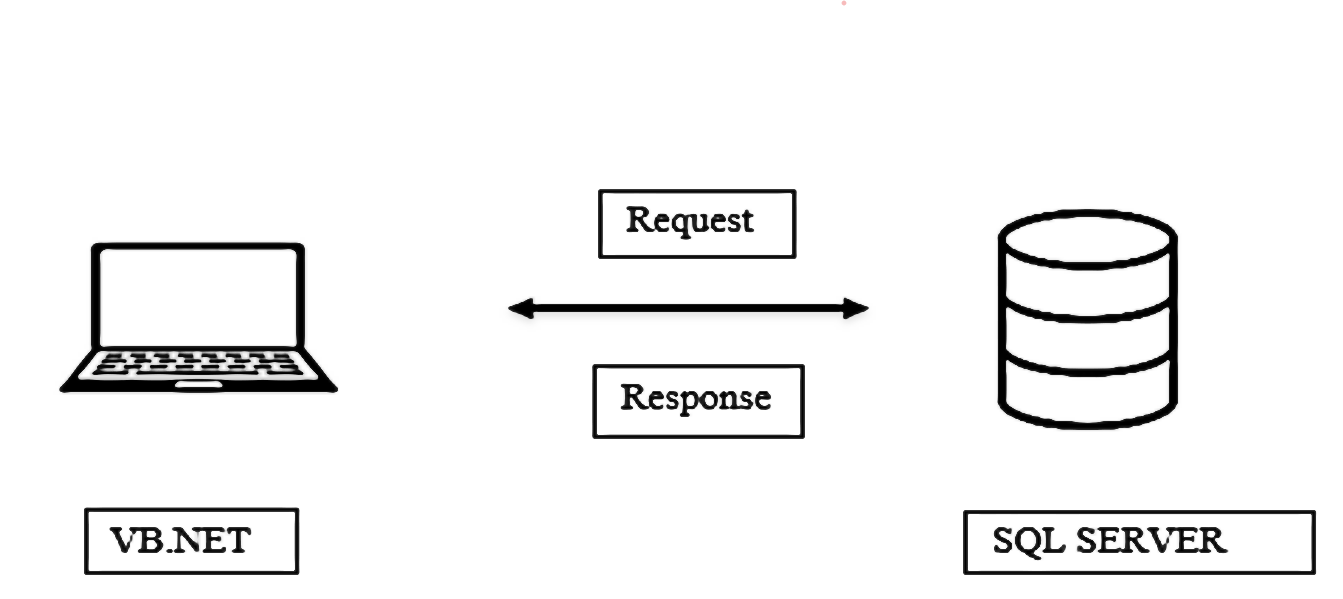 Request
Response
VB.NET
SQL SERVER